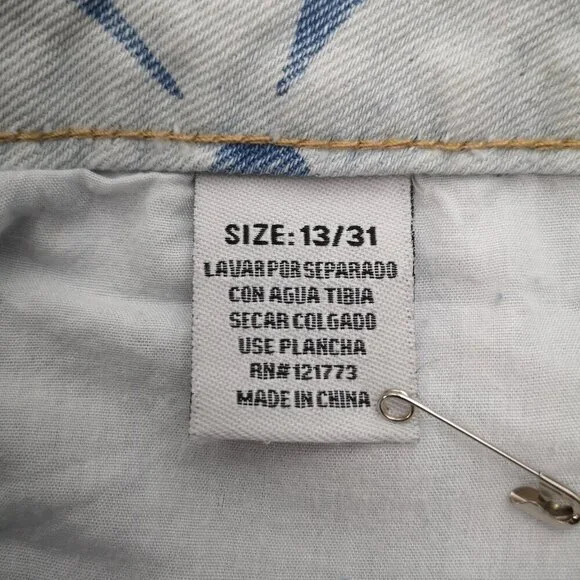 SIZE: 13/31
LAVAR POR SEPARADO
CON AGUA TIBIA
SECAR COLGADO
USE PLANCHA
RN#121773
MADE IN CHINA